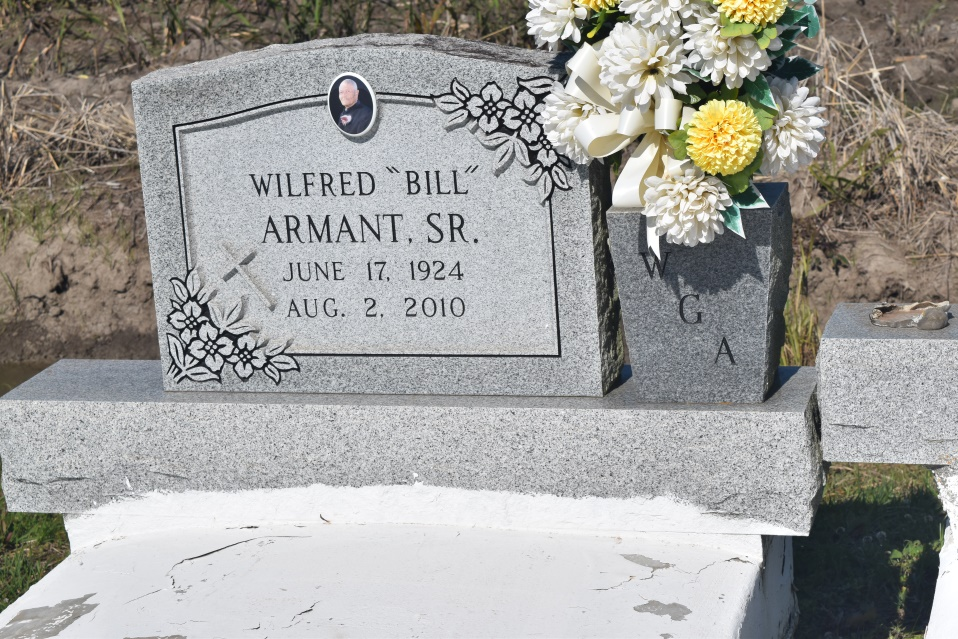 WILFRED "BILL"
ARMANT, SR.
JUNE 17, 1924
AUG. 2, 2010
W
G
A